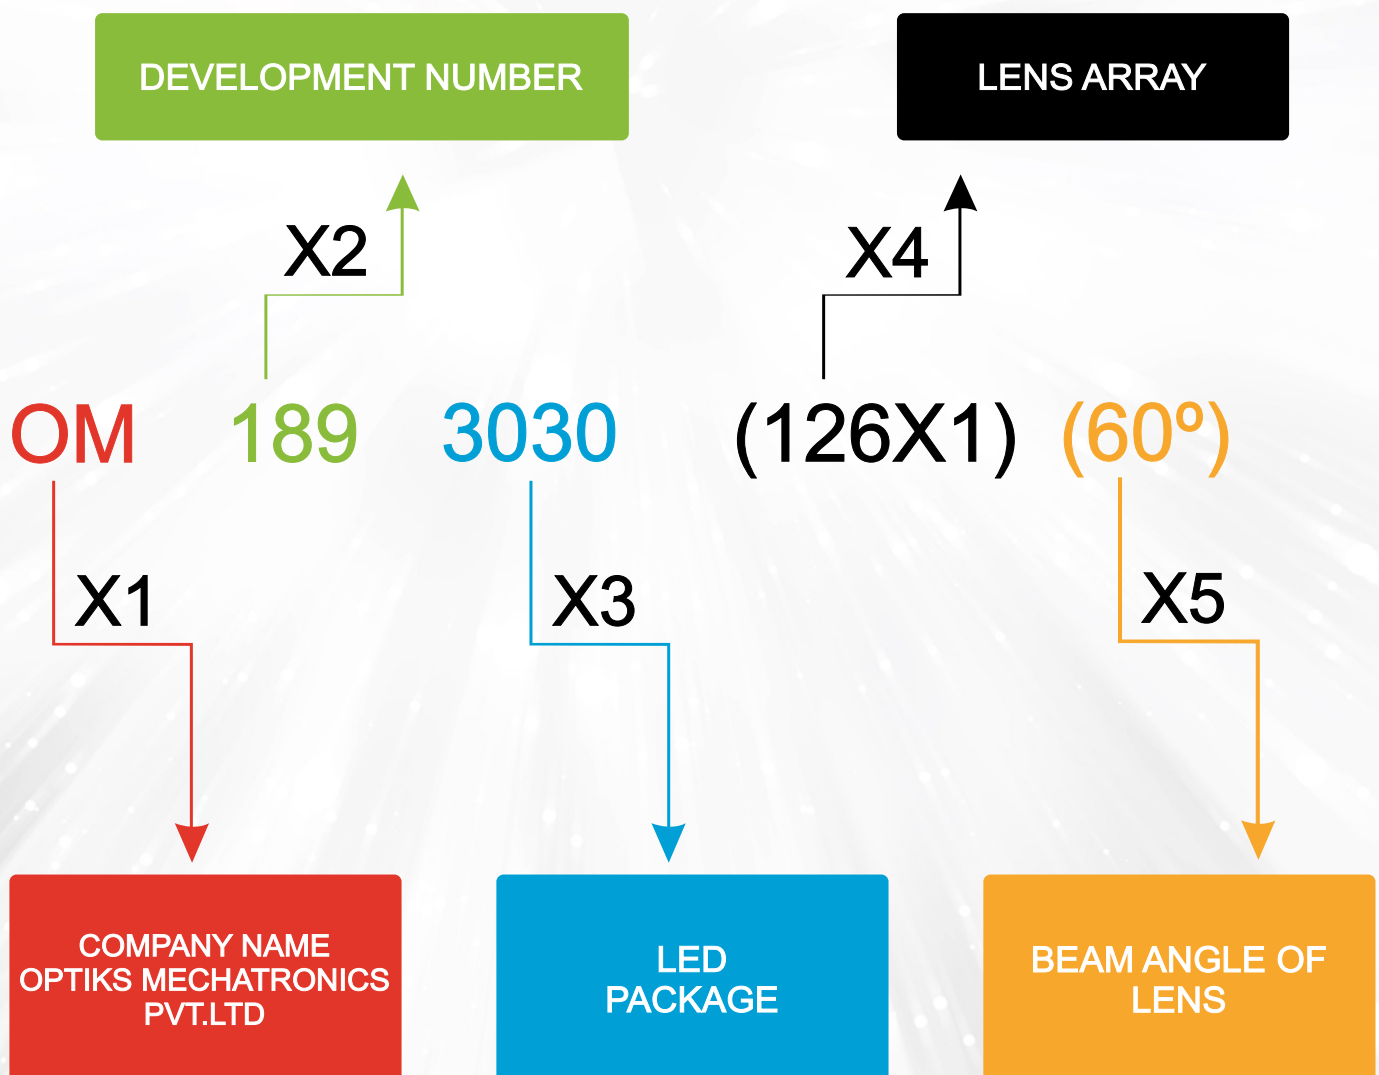 DEVELOPMENT NUMBER
LENS ARRAY
X2
X4
OM 189 3030 (126X1) (60º)
X1
X3
X5
COMPANY NAME
OPTIKS MECHATRONICS
PVT.LTD
LED
PACKAGE
BEAM ANGLE OF
LENS